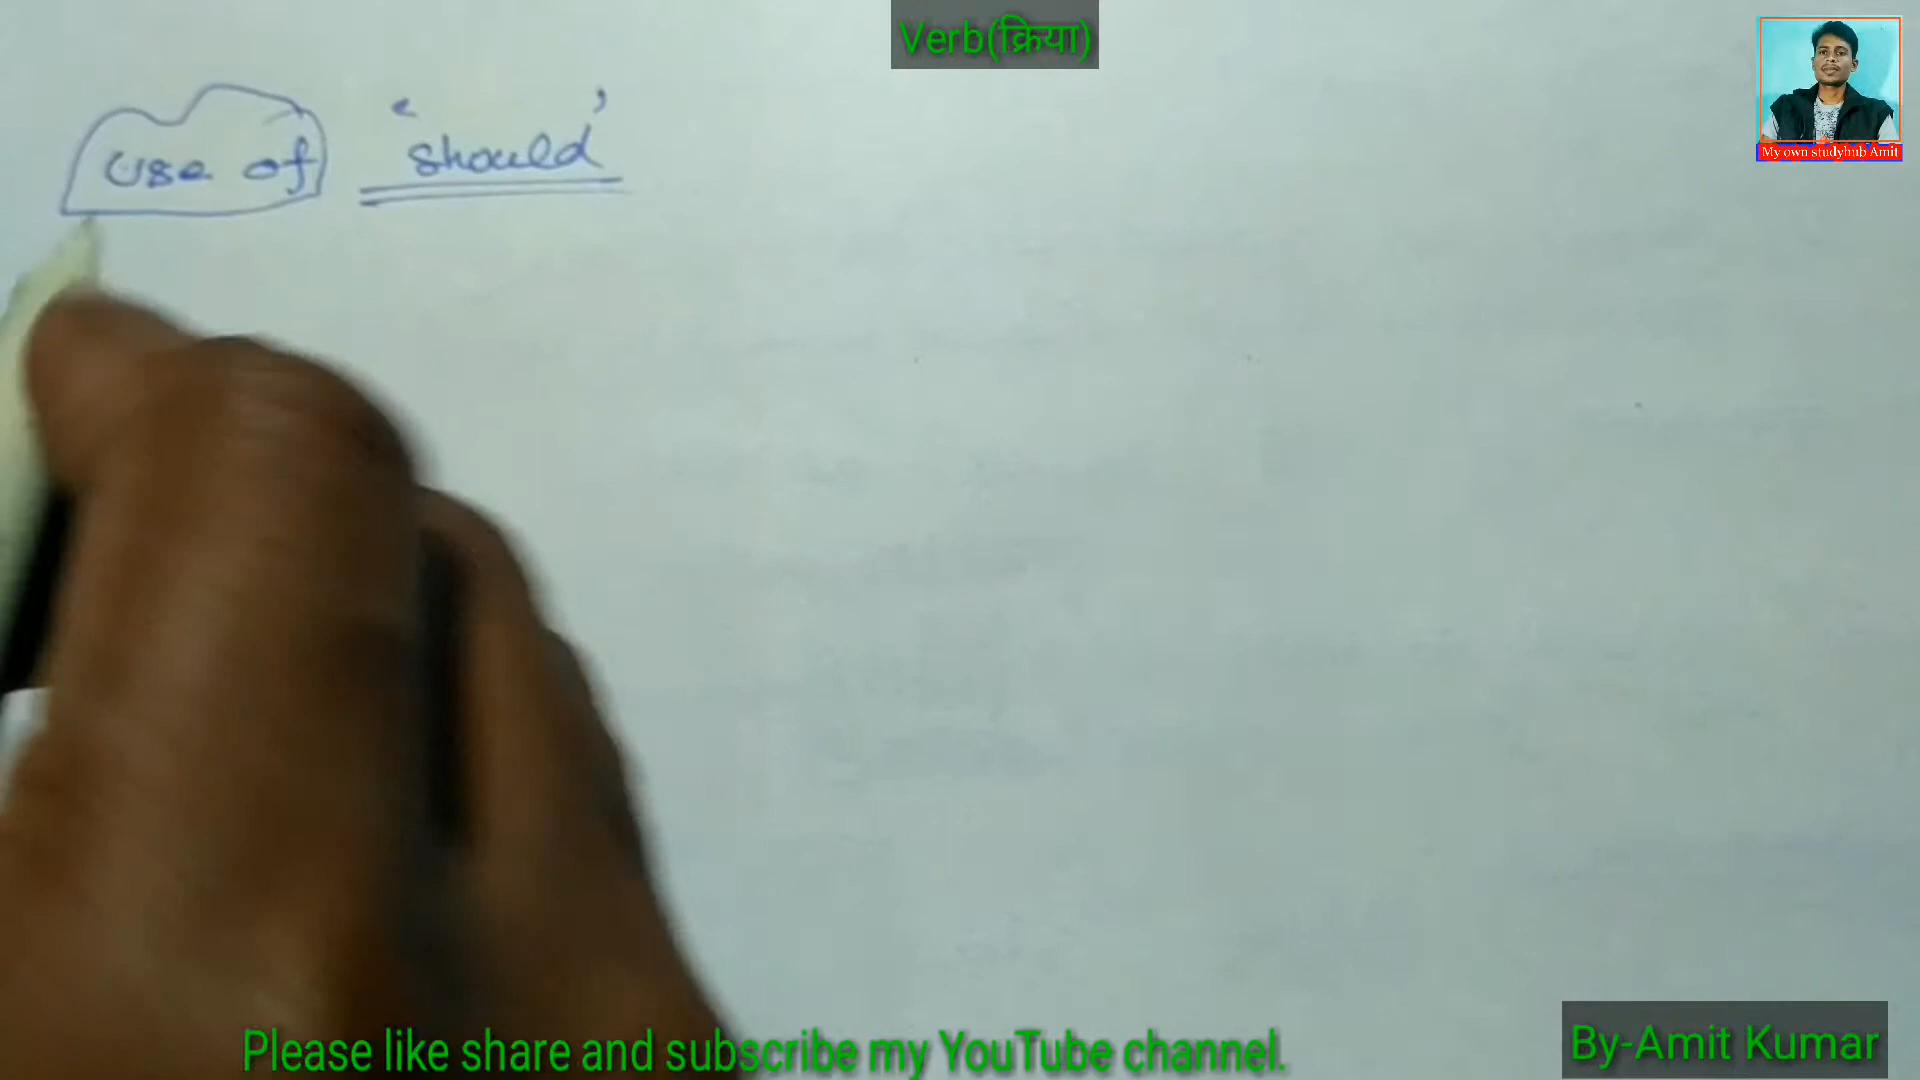 Verb(क्रिया)
My own studyhub Amit
Use of 'should'
Please like share and subscribe my YouTube channel.
By-Amit Kumar